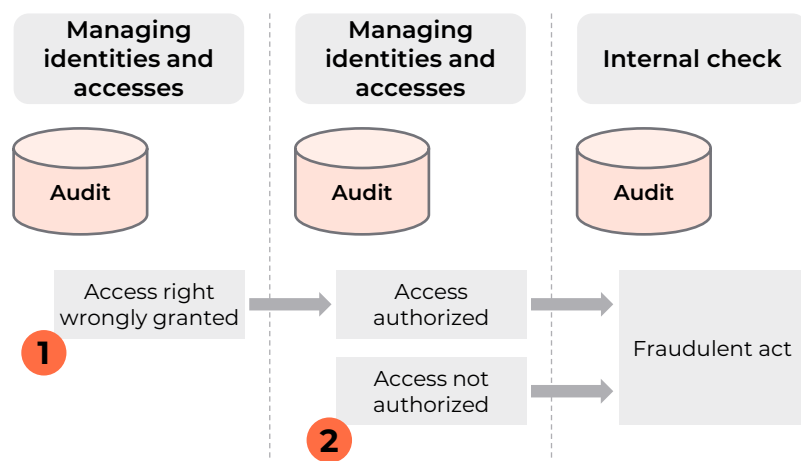 Managing
identities and
accesses
Managing
identities and
accesses
Internal check
Audit
Audit
Audit
Access right
wrongly granted
1
Access
authorized
Access not
authorized
2
Fraudulent act